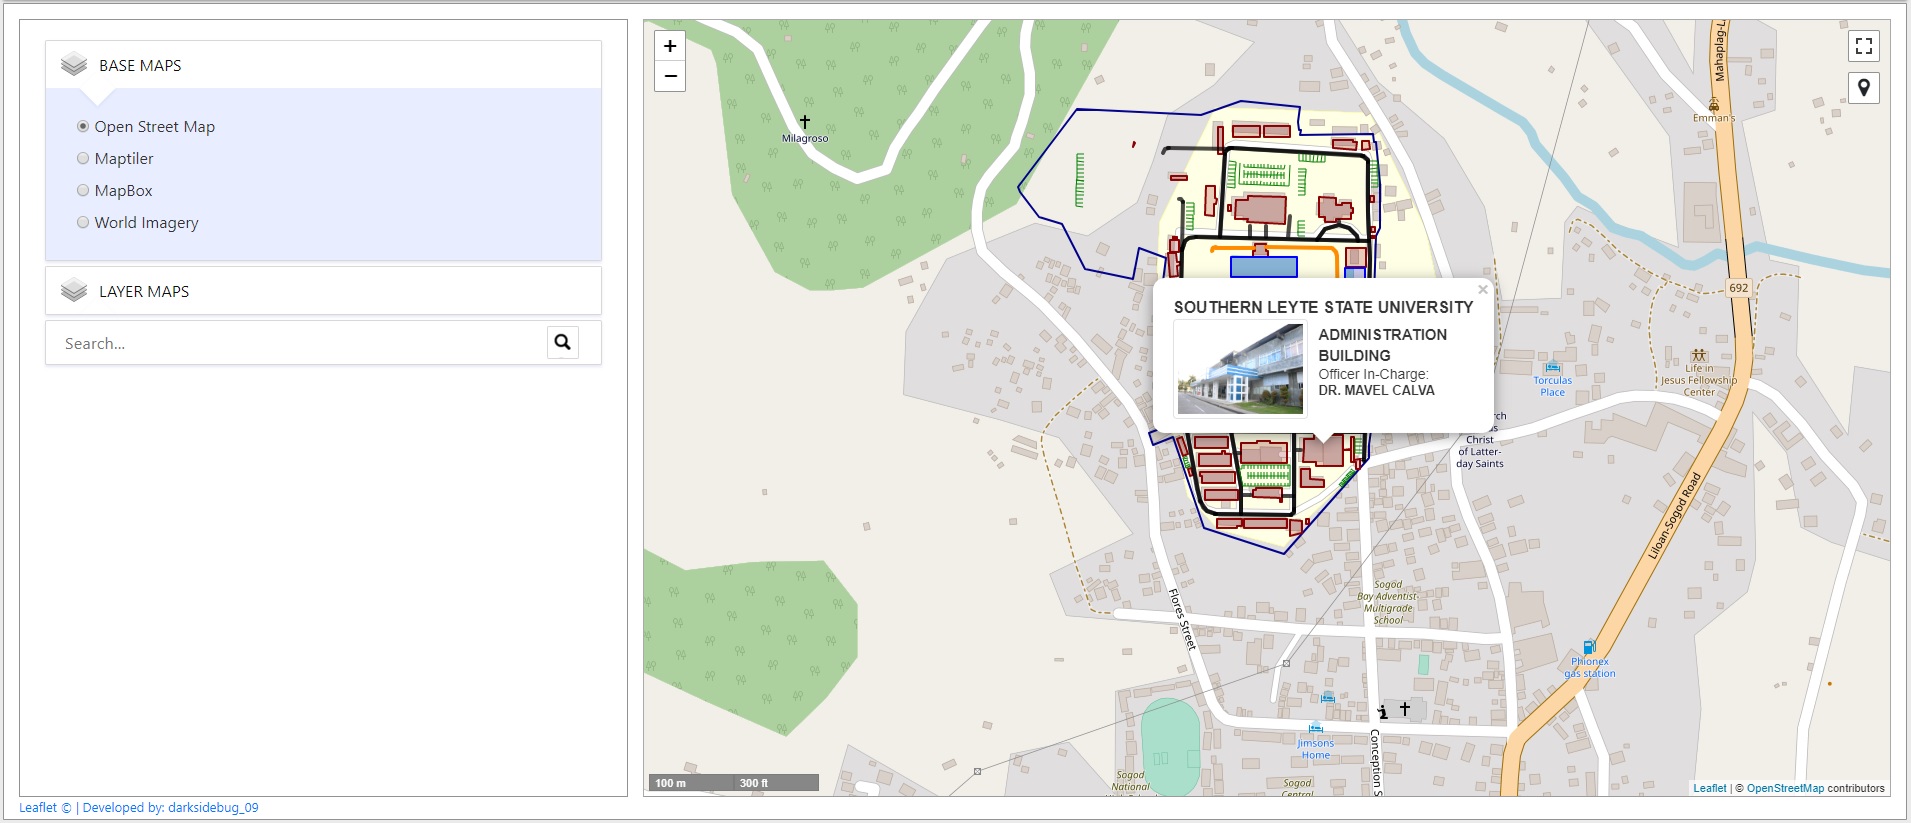 BASE MAPS
Open Street Map
Maptiler
MapBox
World Imagery
LAYER MAPS
Search...
Leaflet © | Developed by: darksidebug_09
+
−
Milagroso
Mahaplag-L
Emman's
692
×
SOUTHERN LEYTE STATE UNIVERSITY
ADMINISTRATION
BUILDING
Officer In-Charge:
DR. MAVEL CALVA
Torculas
Place
Life in
Jesus Fellowship
Center
Christ
of Latter-
day Saints
Liloan-Sogod Road
Sogod
Bay Adventist
Multigrade
School
Flores Street
Phionex
gas station
Jimsons
Home
Conception S
Sogod
National
Sogod
Central
100 m
300 ft
Leaflet | © OpenStreetMap contributors